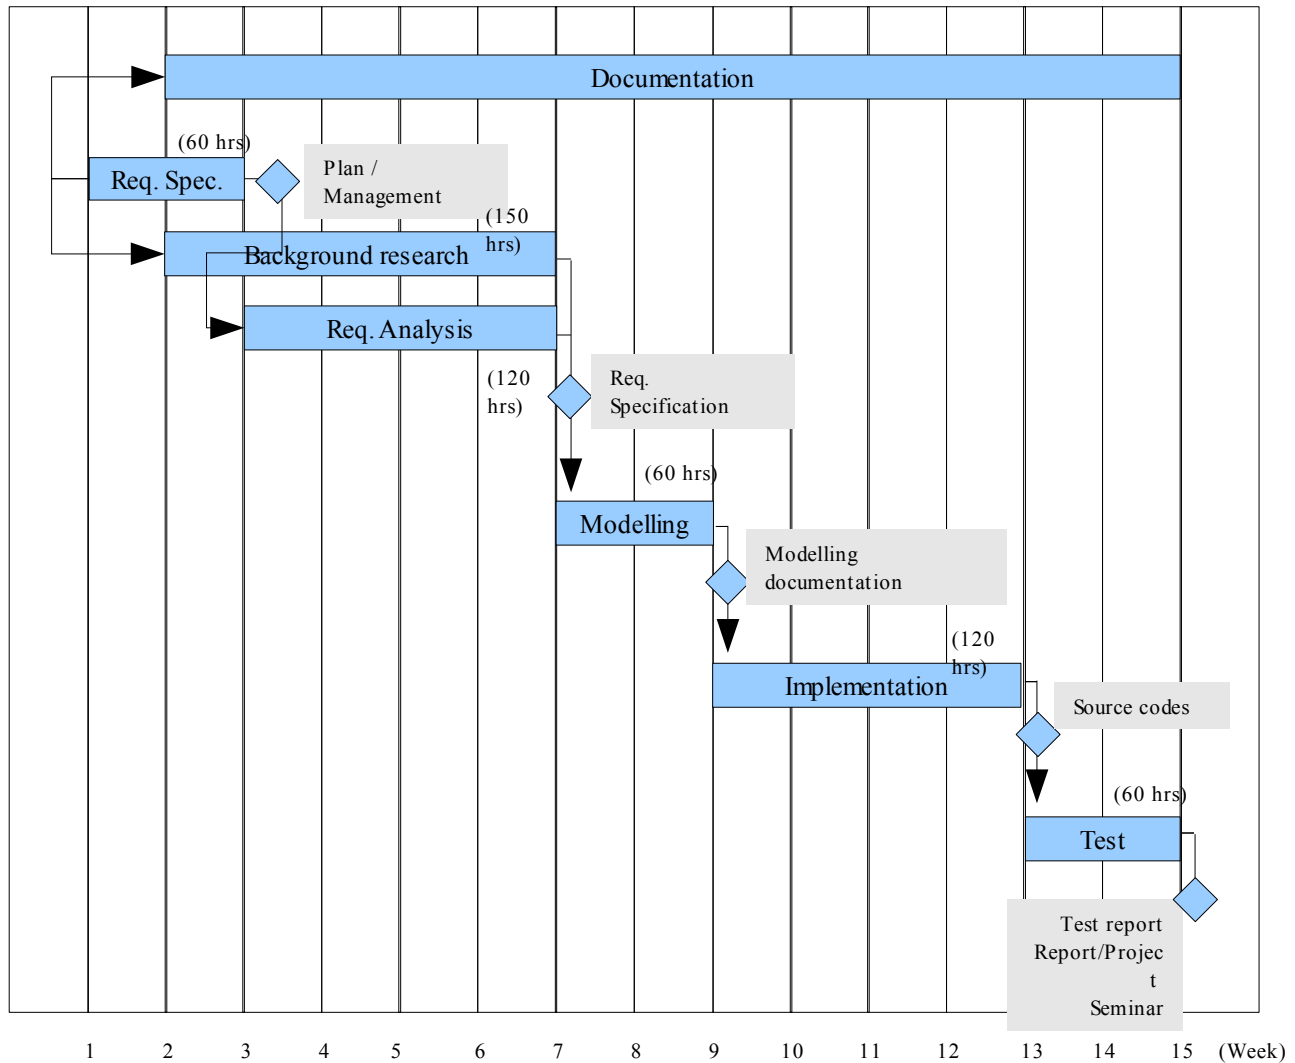 Documentation
(60 hrs)
Req. Spec.
Plan /
Management
(150
hrs)
Background research
Req. Analysis
(120
hrs)
Req.
Specification
(60 hrs)
Modelling
Modelling
documentation
(120
hrs)
Implementation
Source codes
(60 hrs)
Test
Test report
Report/Projec
t
Seminar
1 2 3 4 5 6 7 8 9 10 11 12 13 14 15 (Week)